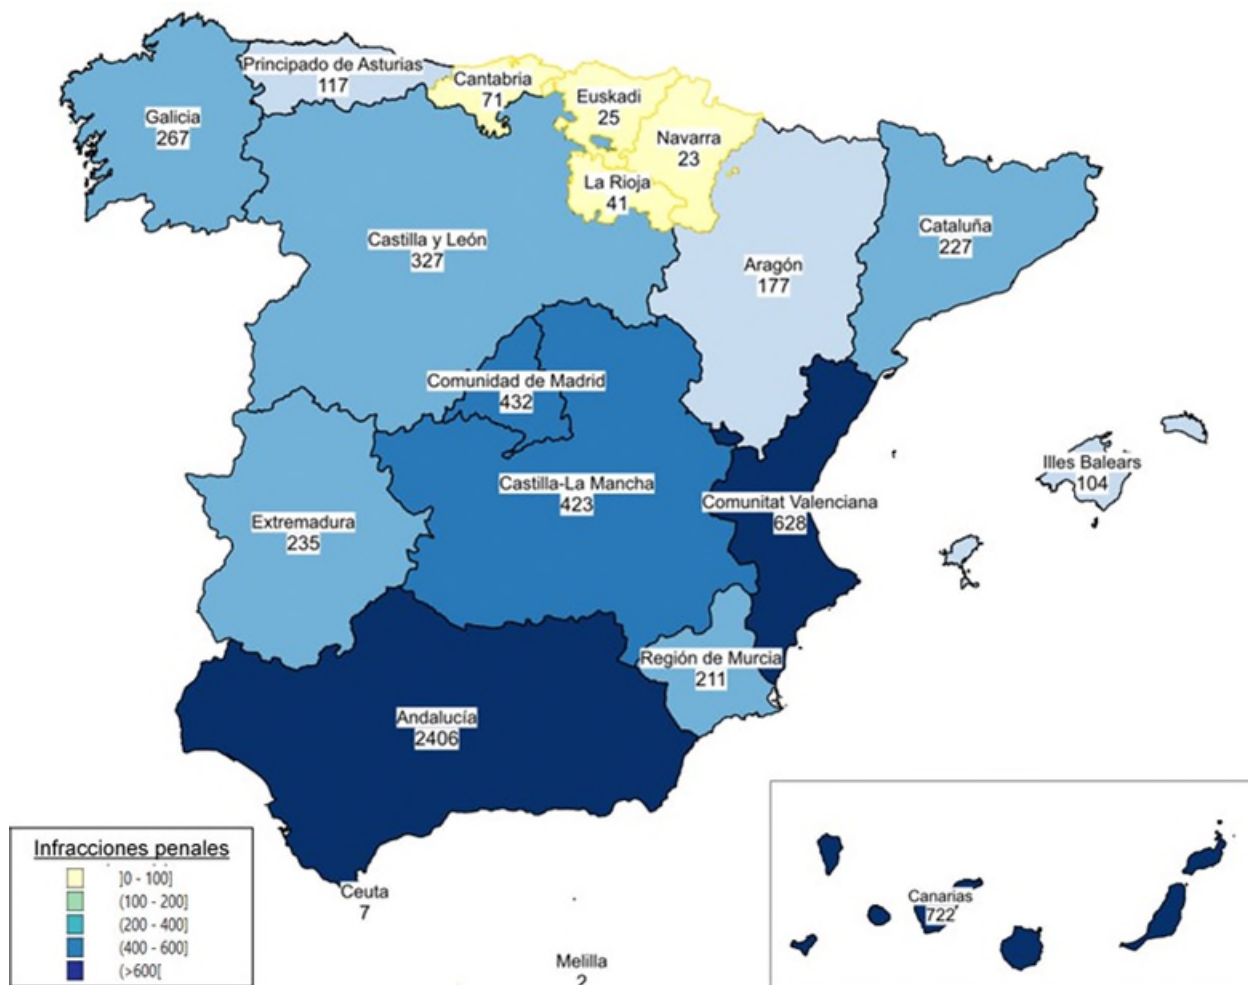 Principado de Asturias
117
Cantabria
71
Euskadi
25
Galicia
267
Navarra
23
La Rioja
41
Castilla y León
327
Cataluña
227
Aragón
177
Comunidad de Madrid
432
Castilla-La Mancha
423
Comunitat Valenciana
628
Illes Balears
104
Extremadura
235
Región de Murcia
211
Andalucía
2406
Ceuta
7
Melilla
2
Canarias
722
Infracciones penales
]0 - 100]
(100 - 200]
(200 - 400]
(400 - 600]
(>600[